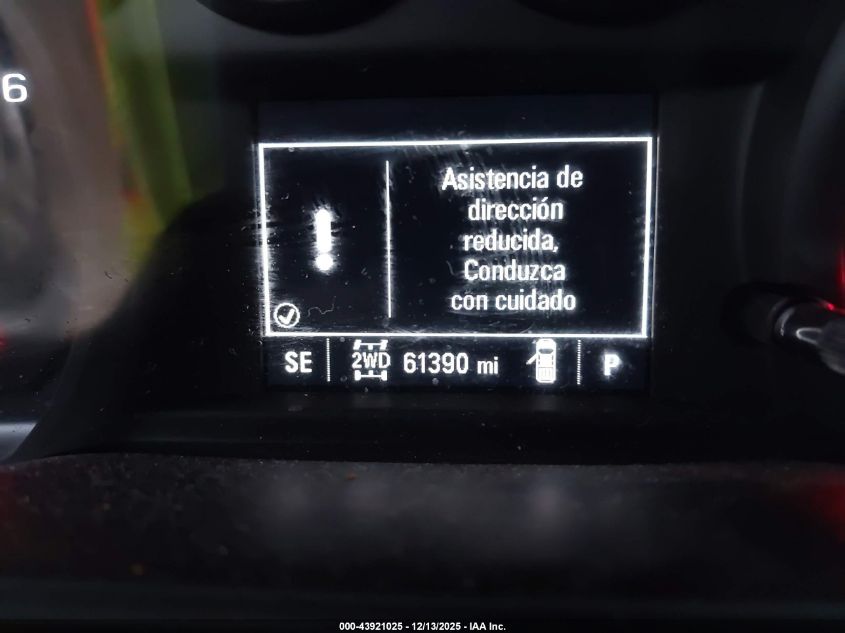 6
Asistencia de
dirección
reducida,
Conduzca
con cuidado
SE 2WD 61390 mi P
000-43921025 - 12/13/2025 - IAA Inc.